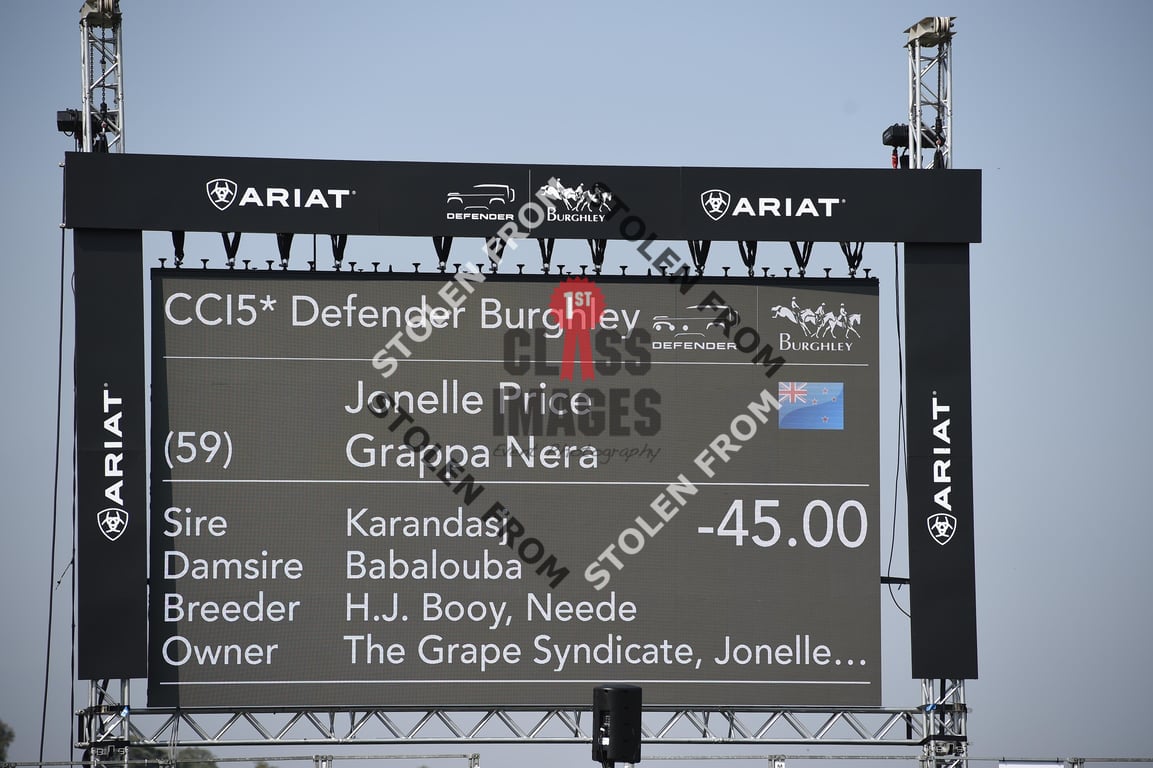 ARIAT
DEFENDER
BURGHLEY
ARIAT
CCI5* Defender Burghley
DEFENDER
BURGHLEY
Jonelle Price
(59) Grappa Nera
Sire Karandasj -45.00
Damsire Babalouba
Breeder H.J. Booy, Neede
Owner The Grape Syndicate, Jonelle...
ARIAT
ARIAT
1ST
CLASS
IMAGES
Event Photography
STOLEN FROM
STOLEN FROM
STOLEN FROM
STOLEN FROM